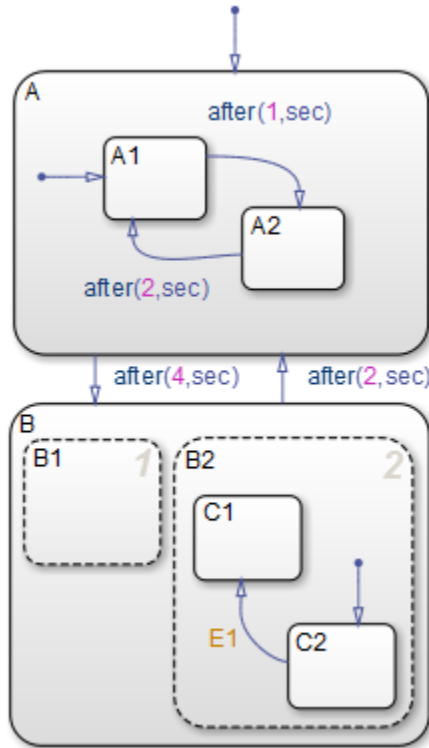 A
after(1,sec)
A1
A2
after(2,sec)
after(4,sec) after(2,sec)
B
B1 1 B2 2
C1
E1 C2